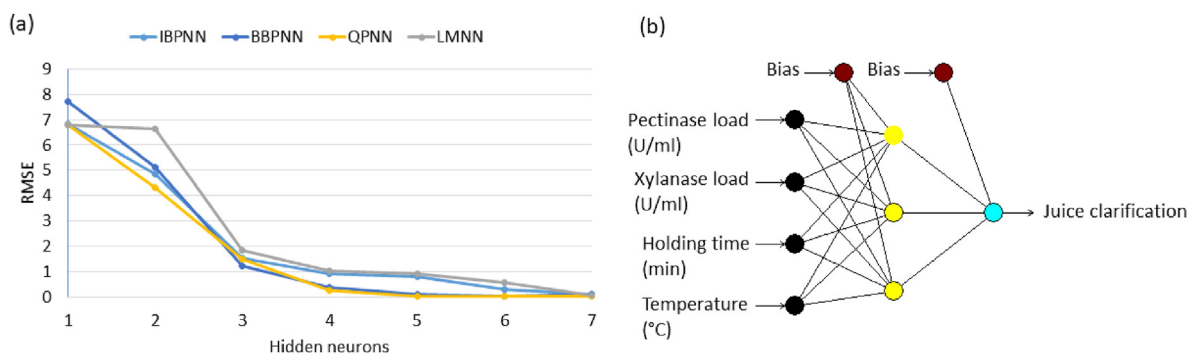 (a)
IBPNN BBPNN QPNN LMNN
9
8
7
6
5
4
3
2
1
0
RMSE
1 2 3 4 5 6 7
Hidden neurons
(b)
Bias Bias
Pectinase load
(U/ml)
Xylanase load
(U/ml)
Holding time
(min)
Temperature
(°C)
Juice clarification